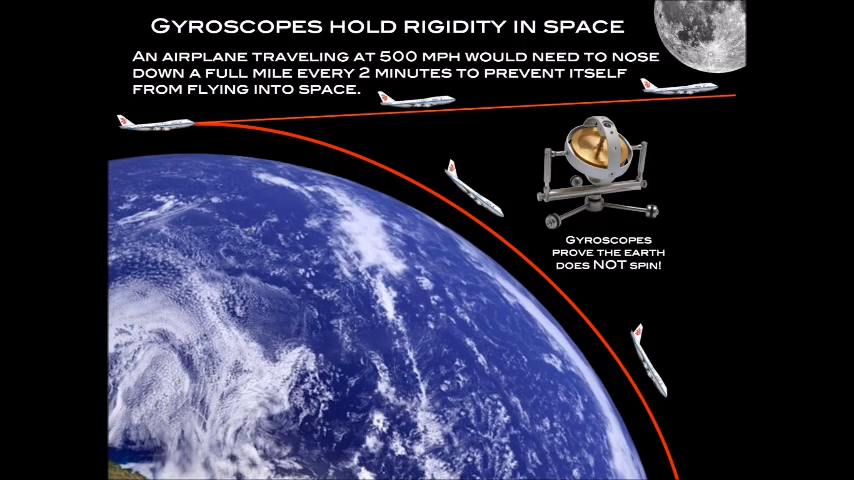 Gyroscopes hold rigidity in space
An airplane traveling at 500 mph would need to nose
down a full mile every 2 minutes to prevent itself
from flying into space.
Gyroscopes
prove the earth
does NOT spin!